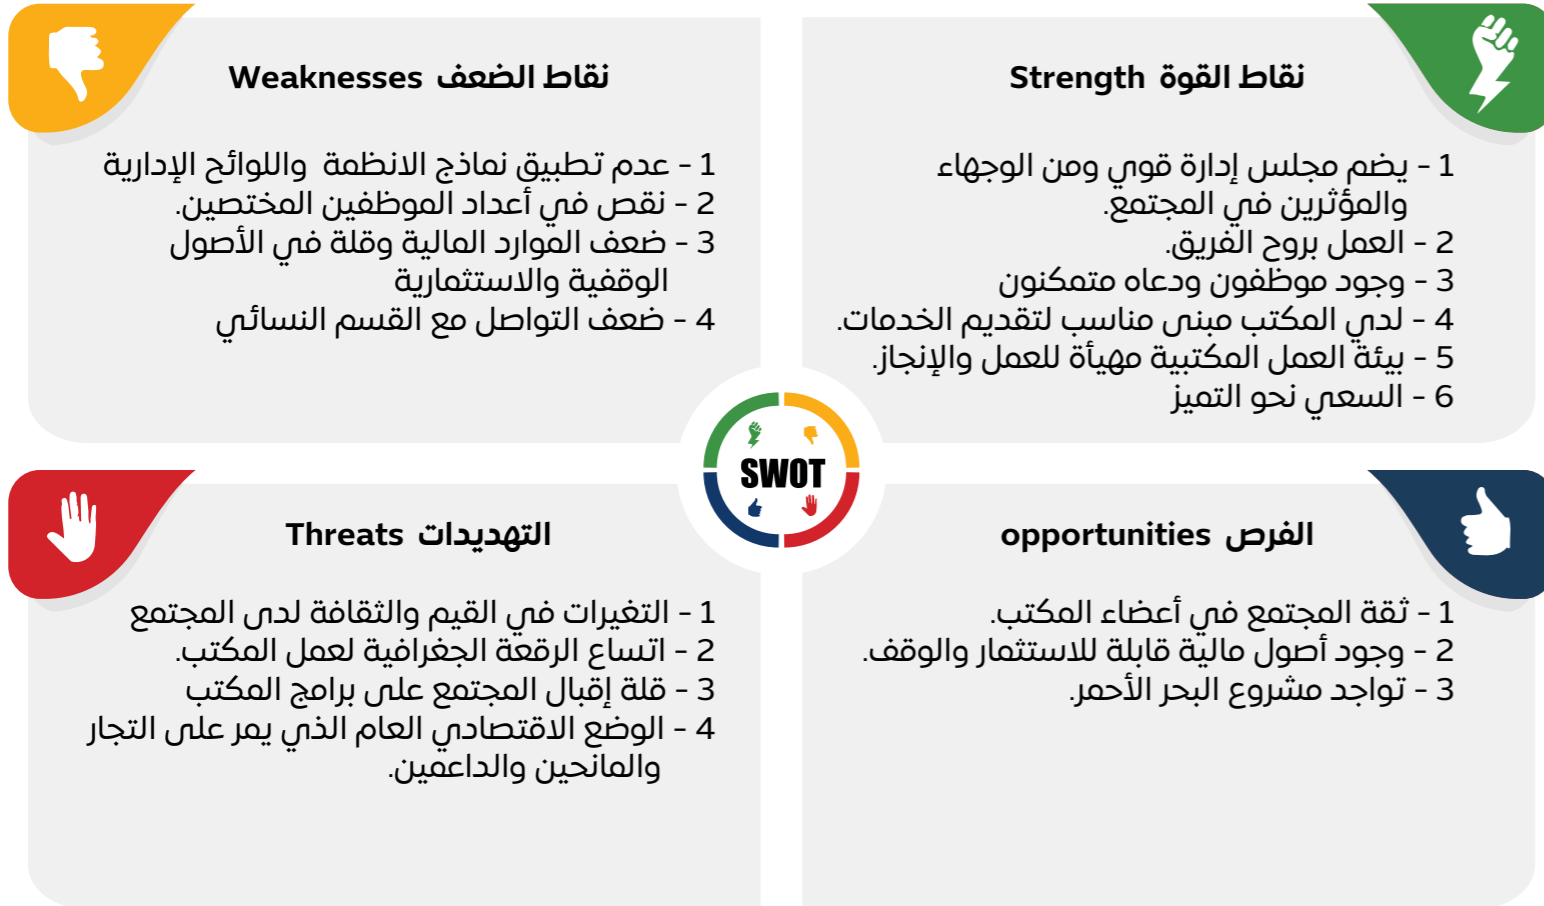 نقاط القوة Strength
1 - يضم مجلس إدارة قوي ومن الوجهاء
والمؤثرين في المجتمع.
2 - العمل بروح الفريق.
3 - وجود موظفون ودعاه متمكنون
4 - لدي المكتب مبنى مناسب لتقديم الخدمات.
5 - بيئة العمل المكتبية مهيأة للعمل والإنجاز.
6 - السعي نحو التميز
نقاط الضعف Weaknesses
1 - عدم تطبيق نماذج الانظمة واللوائح الإدارية
2 - نقص في أعداد الموظفين المختصين.
3 - ضعف الموارد المالية وقلة في الأصول
الوقفية والاستثمارية
4 - ضعف التواصل مع القسم النسائي
SWOT
الفرص opportunities
1 - ثقة المجتمع في أعضاء المكتب.
2 - وجود أصول مالية قابلة للاستثمار والوقف.
3 - تواجد مشروع البحر الأحمر.
التهديدات Threats
1 - التغيرات في القيم والثقافة لدى المجتمع
2 - اتساع الرقعة الجغرافية لعمل المكتب.
3 - قلة إقبال المجتمع على برامج المكتب
4 - الوضع الاقتصادي العام الذي يمر على التجار
والمانحين والداعمين.